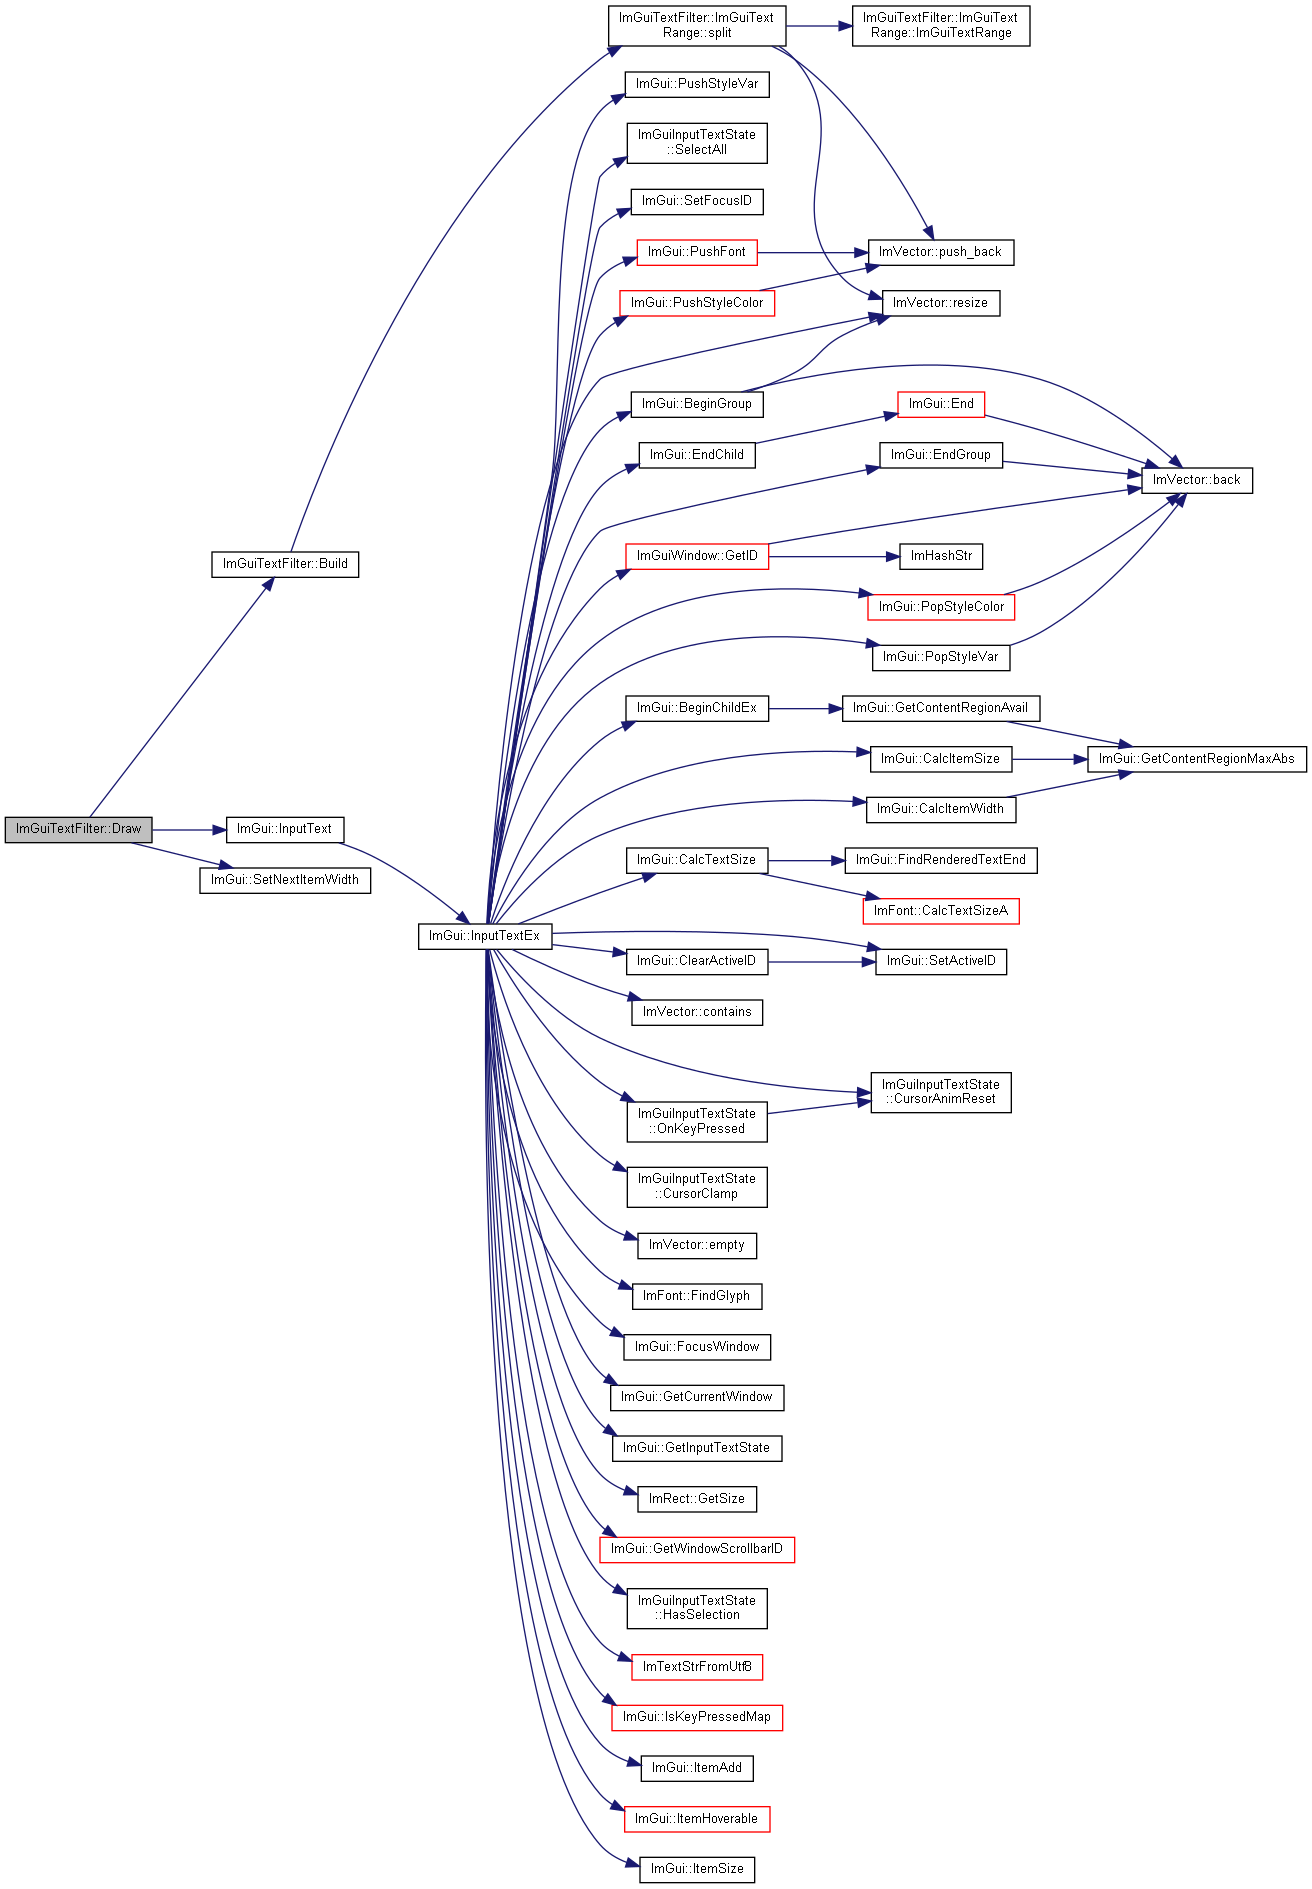 ImGuiTextFilter::ImGuiText
Range::split
ImGuiTextFilter::ImGuiText
Range::ImGuiTextRange
ImGui::PushStyleVar
ImGuiInputTextState
::SelectAll
ImGui::SetFocusID
ImGui::PushFont
ImVector::push_back
ImGui::PushStyleColor
ImVector::resize
ImGui::BeginGroup
ImGui::End
ImGui::EndChild
ImGui::EndGroup
ImVector::back
ImGuiTextFilter::Build
ImGuiWindow::GetID
ImHashStr
ImGui::PopStyleColor
ImGui::PopStyleVar
ImGui::BeginChildEx
ImGui::GetContentRegionAvail
ImGui::CalcItemSize
ImGui::GetContentRegionMaxAbs
ImGui::CalcItemWidth
ImGuiTextFilter::Draw
ImGui::InputText
ImGui::SetNextItemWidth
ImGui::CalcTextSize
ImGui::FindRenderedTextEnd
ImFont::CalcTextSizeA
ImGui::InputTextEx
ImGui::ClearActiveID
ImGui::SetActiveID
ImVector::contains
ImGuiInputTextState
::CursorAnimReset
ImGuiInputTextState
::OnKeyPressed
ImGuiInputTextState
::CursorClamp
ImVector::empty
ImFont::FindGlyph
ImGui::FocusWindow
ImGui::GetCurrentWindow
ImGui::GetInputTextState
ImRect::GetSize
ImGui::GetWindowScrollbarID
ImGuiInputTextState
::HasSelection
ImTextStrFromUtf8
ImGui::IsKeyPressedMap
ImGui::ItemAdd
ImGui::ItemHoverable
ImGui::ItemSize